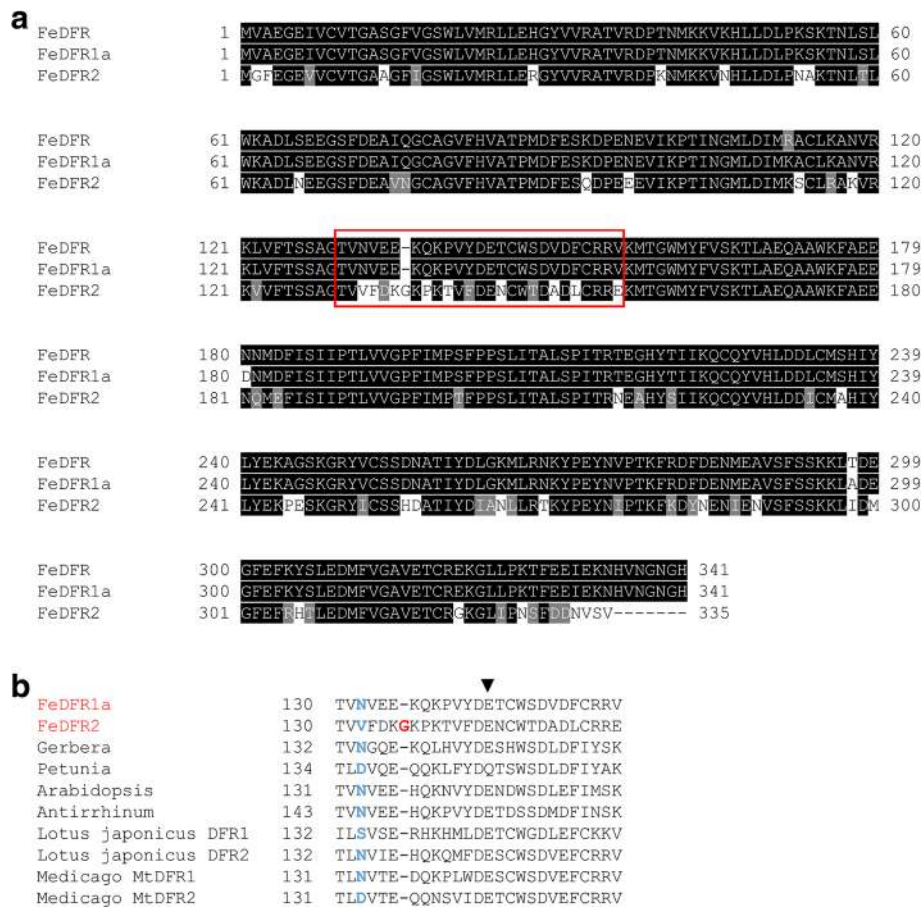 a
FeDFR 1 MVAEGEIVCVTGASGFVGSWLVMRLLEHGYVVRATVRDPTNMKKVKHLLDLPKSKTNLSL 60
FeDFR1a 1 MVAEGEIVCVTGASGFVGSWLVMRLLEHGYVVRATVRDPTNMKKVKHLLDLPKSKTNLSL 60
FeDFR2 1 MGFEGEVVCVTGAAGFIGSWLVMRLLERGYVVRATVRDPKNMKKVNHLLDLPNAKTNLTL 60
FeDFR 61 WKADLSEEGSFDEAIQGCAGVFHVATPMDFESKDPENEVIKPTINGMLDIMRACLKANVR 120
FeDFR1a 61 WKADLSEEGSFDEAIQGCAGVFHVATPMDFESKDPENEVIKPTINGMLDIMKACLKANVR 120
FeDFR2 61 WKADLNEEGSFDEAVNGCAGVFHVATPMDFESQDPEEEVIKPTINGMLDIMKSCLRAKVR 120
FeDFR 121 KLVFTSSAGTVNVEE-KQKPVYDETCWSDVDFCRRVKMTGWMYFVSKTLAEQAAWKFAEE 179
FeDFR1a 121 KLVFTSSAGTVNVEE-KQKPVYDETCWSDVDFCRRVKMTGWMYFVSKTLAEQAAWKFAEE 179
FeDFR2 121 KVVFTSSAGTVVFDKGKPKTVFDENCWTDADLCRREKMTGWMYFVSKTLAEQAAWKFAEE 180
FeDFR 180 NNMDFISIIPTLVVGPFIMPSFPPSLITALSPITRTEGHYTIIKQCQYVHLDDLCMSHIY 239
FeDFR1a 180 DNMDFISIIPTLVVGPFIMPSFPPSLITALSPITRTEGHYTIIKQCQYVHLDDLCMSHIY 239
FeDFR2 181 NQMEFISIIPTLVVGPFIMPTFPPSLITALSPITRNEAHYSIIKQCQYVHLDDICMAHIY 240
FeDFR 240 LYEKAGSKGRYVCSSDNATIYDLGKMLRNKYPEYNVPTKFRDFDENMEAVSFSSKKLTDE 299
FeDFR1a 240 LYEKAGSKGRYVCSSDNATIYDLGKMLRNKYPEYNVPTKFRDFDENMEAVSFSSKKLADE 299
FeDFR2 241 LYEKPESKGRYICSSHDATIYDIANLLRTKYPEYNIPTKFKDYNENIENVSFSSKKLIDM 300
FeDFR 300 GFEFKYSLEDMFVGAVETCREKGLLPKTFEEIEKNHVNGNGH 341
FeDFR1a 300 GFEFKYSLEDMFVGAVETCREKGLLPKTFEEIEKNHVNGNGH 341
FeDFR2 301 GFEFRHTLEDMFVGAVETCRGKGLIPNSFDDNVSV------- 335
b
FeDFR1a 130 TVNVEE-KQKPVYDETCWSDVDFCRRV
FeDFR2 130 TVVFDKGKPKTVFDENCWTDADLCRRE
Gerbera 132 TVNGQE-KQLHVYDESHWSDLDFIYSK
Petunia 134 TLDVQE-QQKLFYDQTSWSDLDFIYAK
Arabidopsis 131 TVNVEE-HQKNVYDENDWSDLEFIMSK
Antirrhinum 143 TVNVEE-HQKPVYDETDSSDMDFINSK
Lotus japonicus DFR1 132 ILSVSE-RHKHMLDETCWGDLEFCKKV
Lotus japonicus DFR2 132 TLNVIE-HQKQMFDESCWSDVEFCRRV
Medicago MtDFR1 131 TLNVTE-DQKPLWDESCWSDVEFCRRV
Medicago MtDFR2 131 TLDVTE-QQNSVIDETCWSDVEFCRRV